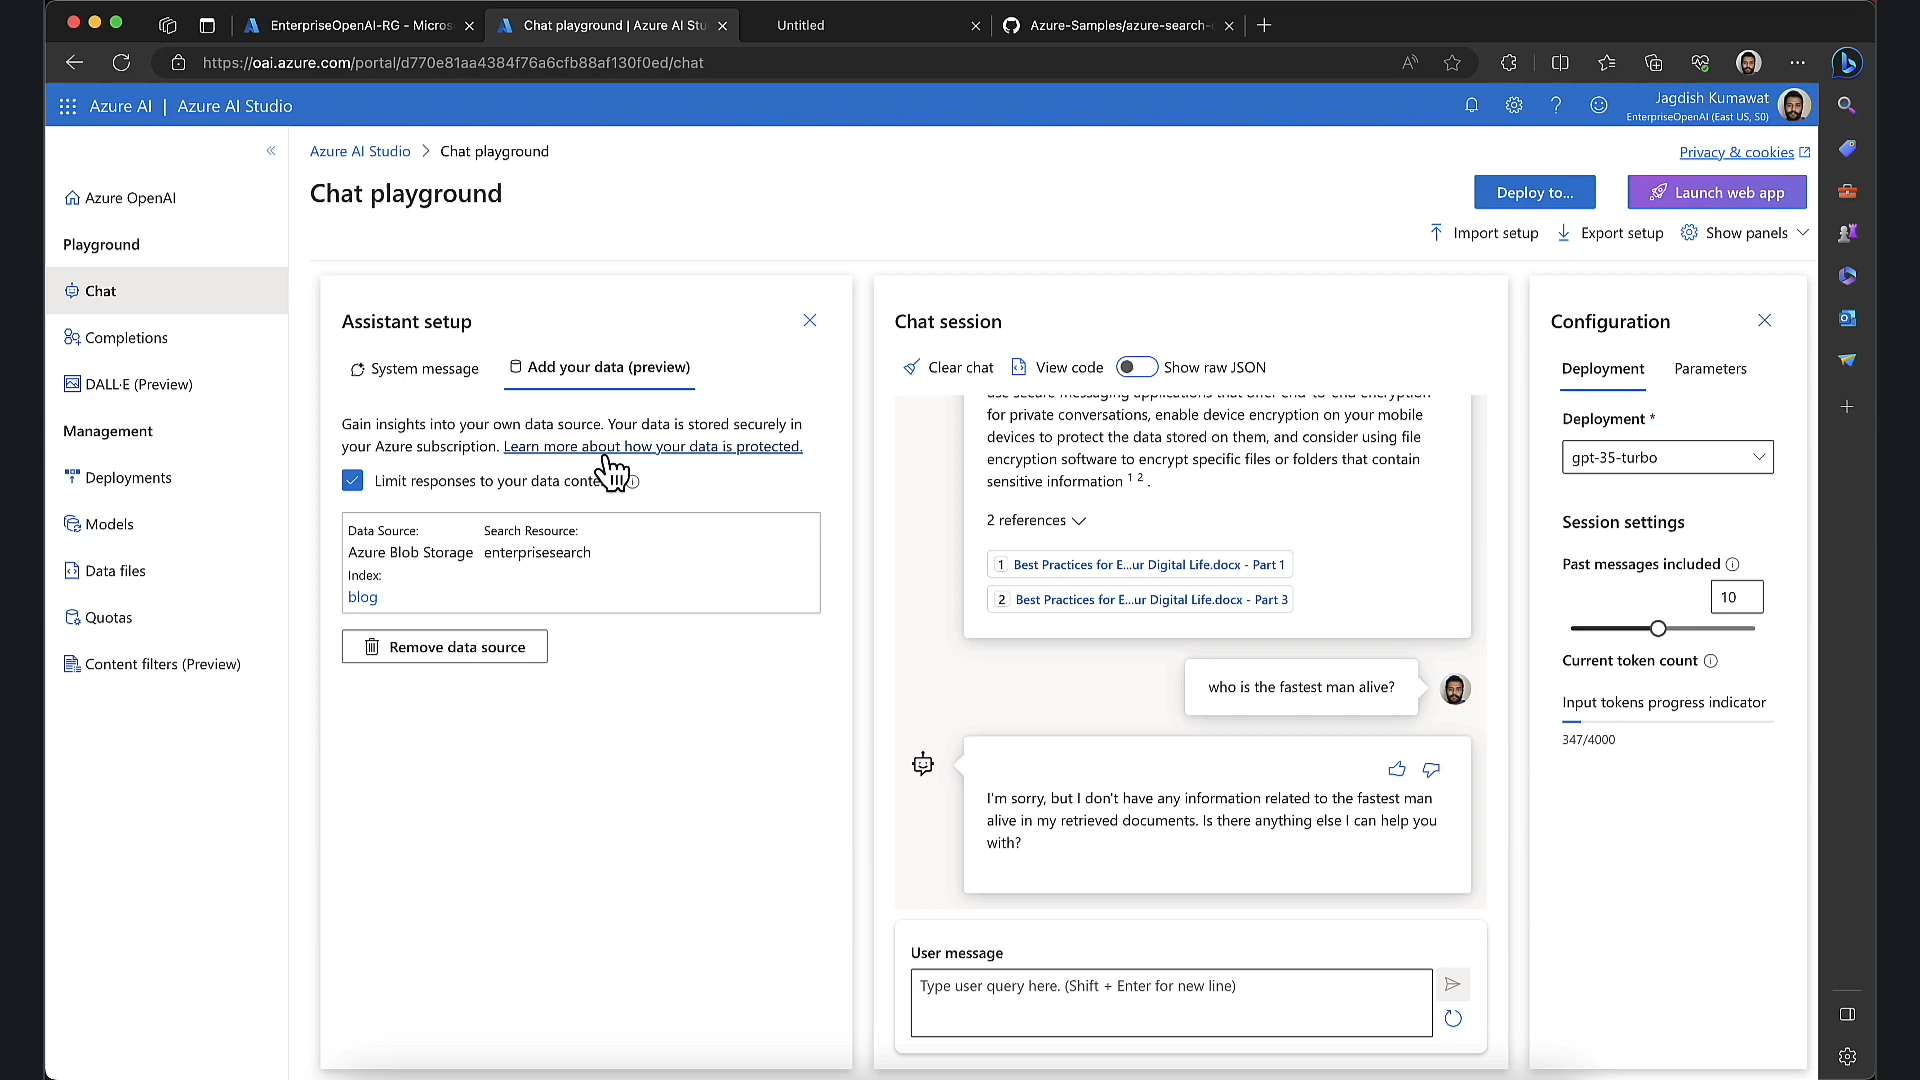 EnterpriseOpenAI-RG - Micros
Chat playground | Azure AI Stu
Untitled
Azure-Samples/azure-search-
https://oai.azure.com/portal/d770e81aa4384f76a6cfb88af130f0ed/chat
Azure AI | Azure AI Studio
Jagdish Kumawat
EnterpriseOpenAI (East US, S0)
Azure AI Studio > Chat playground
Privacy & cookies
Chat playground
Deploy to...
Launch web app
Import setup
Export setup
Show panels
Azure OpenAI
Playground
Chat
Completions
DALL·E (Preview)
Management
Deployments
Models
Data files
Quotas
Content filters (Preview)
Assistant setup
System message
Add your data (preview)
Gain insights into your own data source. Your data is stored securely in
your Azure subscription. Learn more about how your data is protected.
Limit responses to your data conte
Data Source:
Search Resource:
Azure Blob Storage
enterprisesearch
Index:
blog
Remove data source
Chat session
Clear chat
View code
Show raw JSON
use secure messaging applications that offer end-to-end encryption
for private conversations, enable device encryption on your mobile
devices to protect the data stored on them, and consider using file
encryption software to encrypt specific files or folders that contain
sensitive information 1 2 .
2 references
1 Best Practices for E...ur Digital Life.docx - Part 1
2 Best Practices for E...ur Digital Life.docx - Part 3
who is the fastest man alive?
I'm sorry, but I don't have any information related to the fastest man
alive in my retrieved documents. Is there anything else I can help you
with?
User message
Type user query here. (Shift + Enter for new line)
Configuration
Deployment
Parameters
Deployment *
gpt-35-turbo
Session settings
Past messages included
10
Current token count
Input tokens progress indicator
347/4000